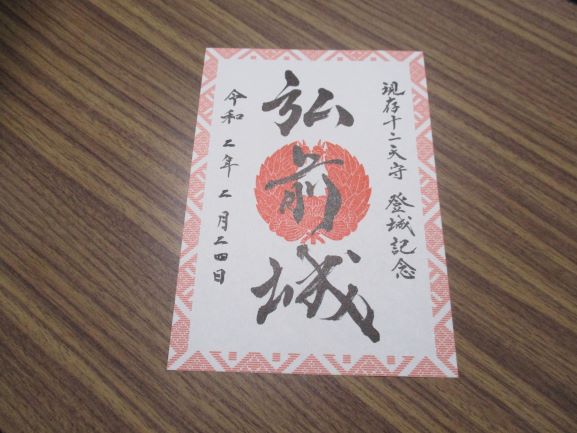 現存十二天守 登城記念
弘前城
令和二年二月二四日